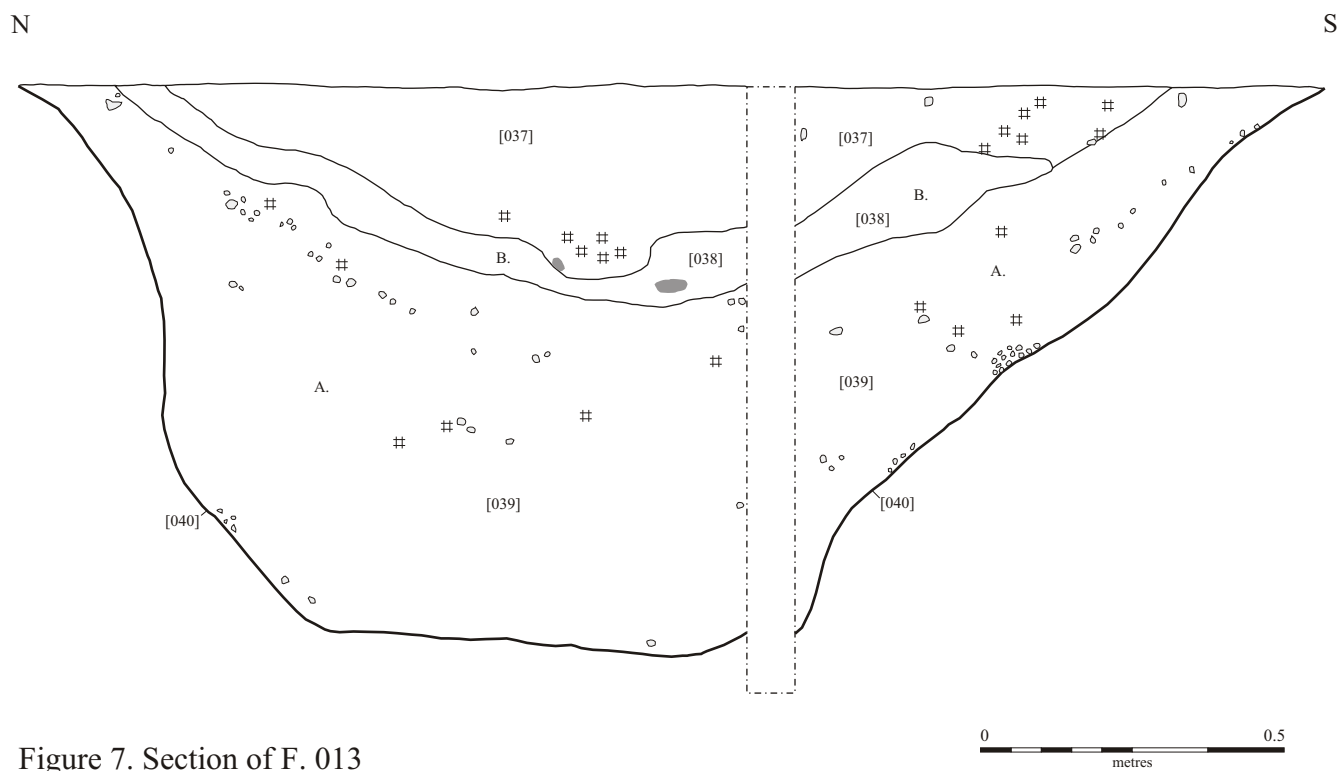 N
S
[037]
[037]
B.
[038]
B.
[038]
A.
A.
[039]
[039]
[040]
[040]
0
0.5
metres
Figure 7. Section of F. 013